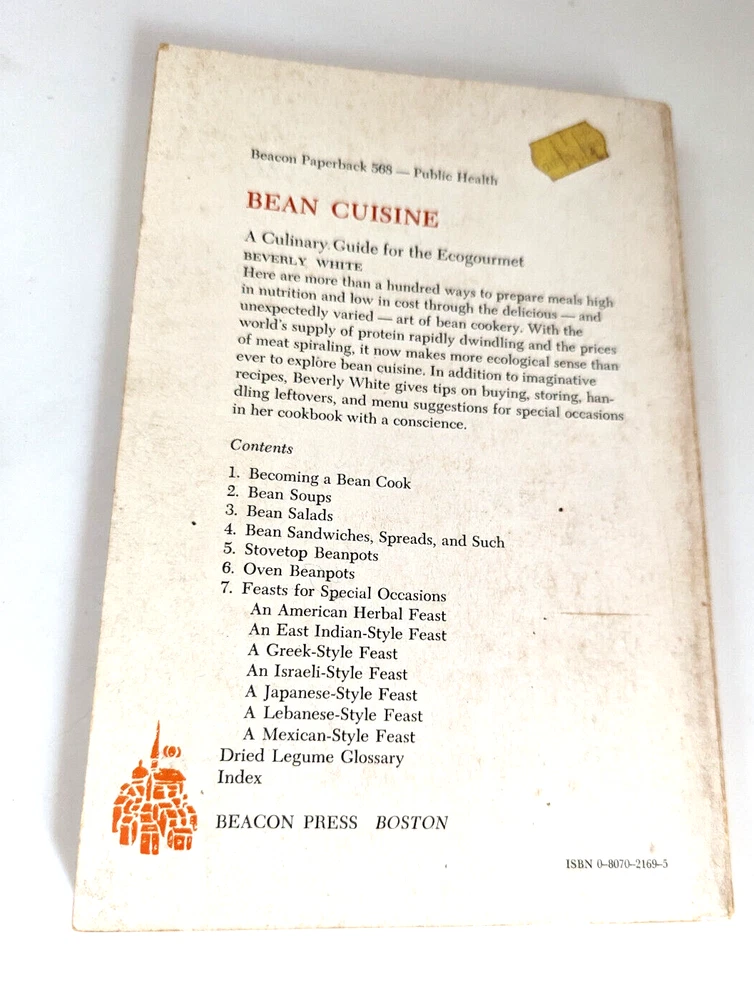 Beacon Paperback 568 — Public Health
BEAN CUISINE
A Culinary Guide for the Ecogourmet
BEVERLY WHITE
Here are more than a hundred ways to prepare meals high
in nutrition and low in cost through the delicious — and
unexpectedly varied — art of bean cookery. With the
world's supply of protein rapidly dwindling and the prices
of meat spiraling, it now makes more ecological sense than
ever to explore bean cuisine. In addition to imaginative
recipes, Beverly White gives tips on buying, storing, han-
dling leftovers, and menu suggestions for special occasions
in her cookbook with a conscience.
Contents
1. Becoming a Bean Cook
2. Bean Soups
3. Bean Salads
4. Bean Sandwiches, Spreads, and Such
5. Stovetop Beanpots
6. Oven Beanpots
7. Feasts for Special Occasions
An American Herbal Feast
An East Indian-Style Feast
A Greek-Style Feast
An Israeli-Style Feast
A Japanese-Style Feast
A Lebanese-Style Feast
A Mexican-Style Feast
Dried Legume Glossary
Index
BEACON PRESS BOSTON
ISBN 0-8070-2169-5